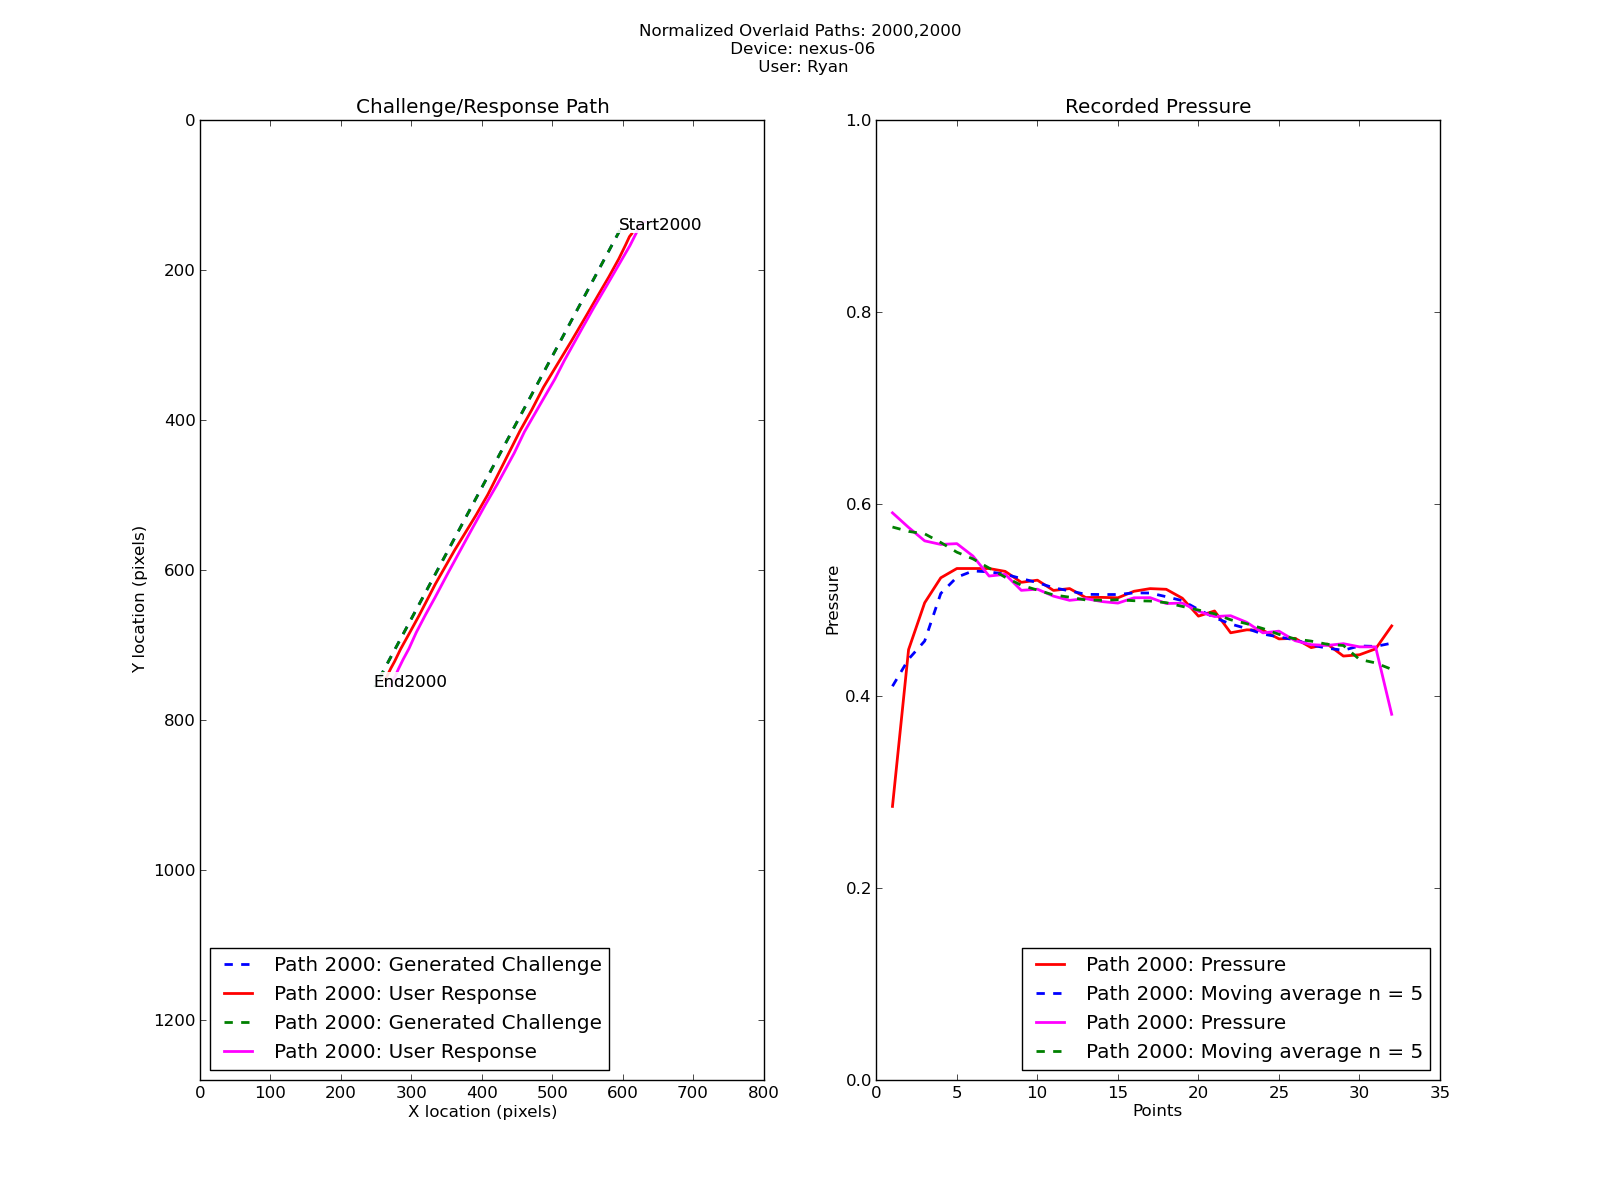 Normalized Overlaid Paths: 2000,2000
Device: nexus-06
User: Ryan
Challenge/Response Path
0
200
400
600
800
1000
1200
Y location (pixels)
Start2000
End2000
Path 2000: Generated Challenge
Path 2000: User Response
Path 2000: Generated Challenge
Path 2000: User Response
0 100 200 300 400 500 600 700 800
X location (pixels)
Recorded Pressure
1.0
0.8
0.6
0.4
0.2
0.0
Pressure
Path 2000: Pressure
Path 2000: Moving average n = 5
Path 2000: Pressure
Path 2000: Moving average n = 5
0 5 10 15 20 25 30 35
Points